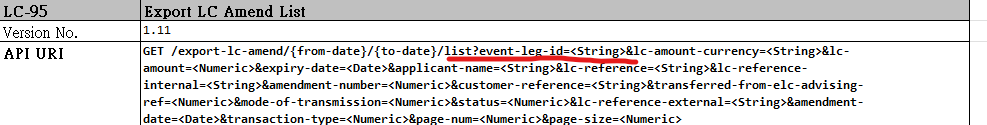 LC-95 Export LC Amend List
Version No. 1.11
API URI GET /export-lc-amend/{from-date}/{to-date}/list?event-leg-id=<String>&lc-amount-currency=<String>&lc-
amount=<Numeric>&expiry-date=<Date>&applicant-name=<String>&lc-reference=<String>&lc-reference-
internal=<String>&amendment-number=<Numeric>&customer-reference=<String>&transferred-from-elc-advising-
ref=<Numeric>&mode-of-transmission=<Numeric>&status=<Numeric>&lc-reference-external=<String>&amendment-
date=<Date>&transaction-type=<Numeric>&page-num=<Numeric>&page-size=<Numeric>